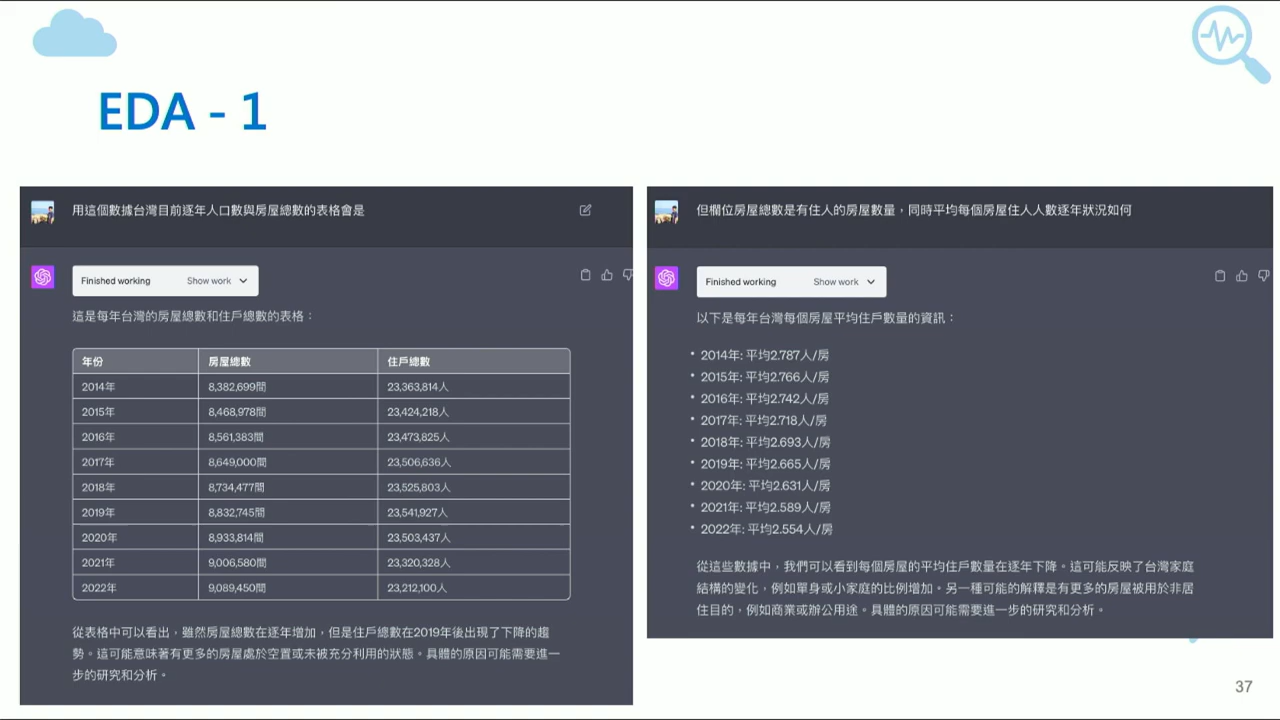 EDA - 1
用這個數據台灣目前逐年人口數與房屋總數的表格會是
Finished working Show work
這是每年台灣的房屋總數和住戶總數的表格：
年份 房屋總數 住戶總數
2014年 8,382,699間 23,363,814人
2015年 8,468,978間 23,424,218人
2016年 8,561,383間 23,473,825人
2017年 8,649,000間 23,506,636人
2018年 8,734,477間 23,525,803人
2019年 8,832,745間 23,541,927人
2020年 8,933,814間 23,503,437人
2021年 9,006,580間 23,320,328人
2022年 9,089,450間 23,212,100人
從表格中可以看出，雖然房屋總數在逐年增加，但是住戶總數在2019年後出現了下降的趨
勢。這可能意味著有更多的房屋處於空置或未被充分利用的狀態。具體的原因可能需要進一
步的研究和分析。
但欄位房屋總數是有住人的房屋數量，同時平均每個房屋住人人數逐年狀況如何
Finished working Show work
以下是每年台灣每個房屋平均住戶數量的資訊：
• 2014年: 平均2.787人/房
• 2015年: 平均2.766人/房
• 2016年: 平均2.742人/房
• 2017年: 平均2.718人/房
• 2018年: 平均2.693人/房
• 2019年: 平均2.665人/房
• 2020年: 平均2.631人/房
• 2021年: 平均2.589人/房
• 2022年: 平均2.554人/房
從這些數據中，我們可以看到每個房屋的平均住戶數量在逐年下降。這可能反映了台灣家庭
結構的變化，例如單身或小家庭的比例增加。另一種可能的解釋是有更多的房屋被用於非居
住目的，例如商業或辦公用途。具體的原因可能需要進一步的研究和分析。
37